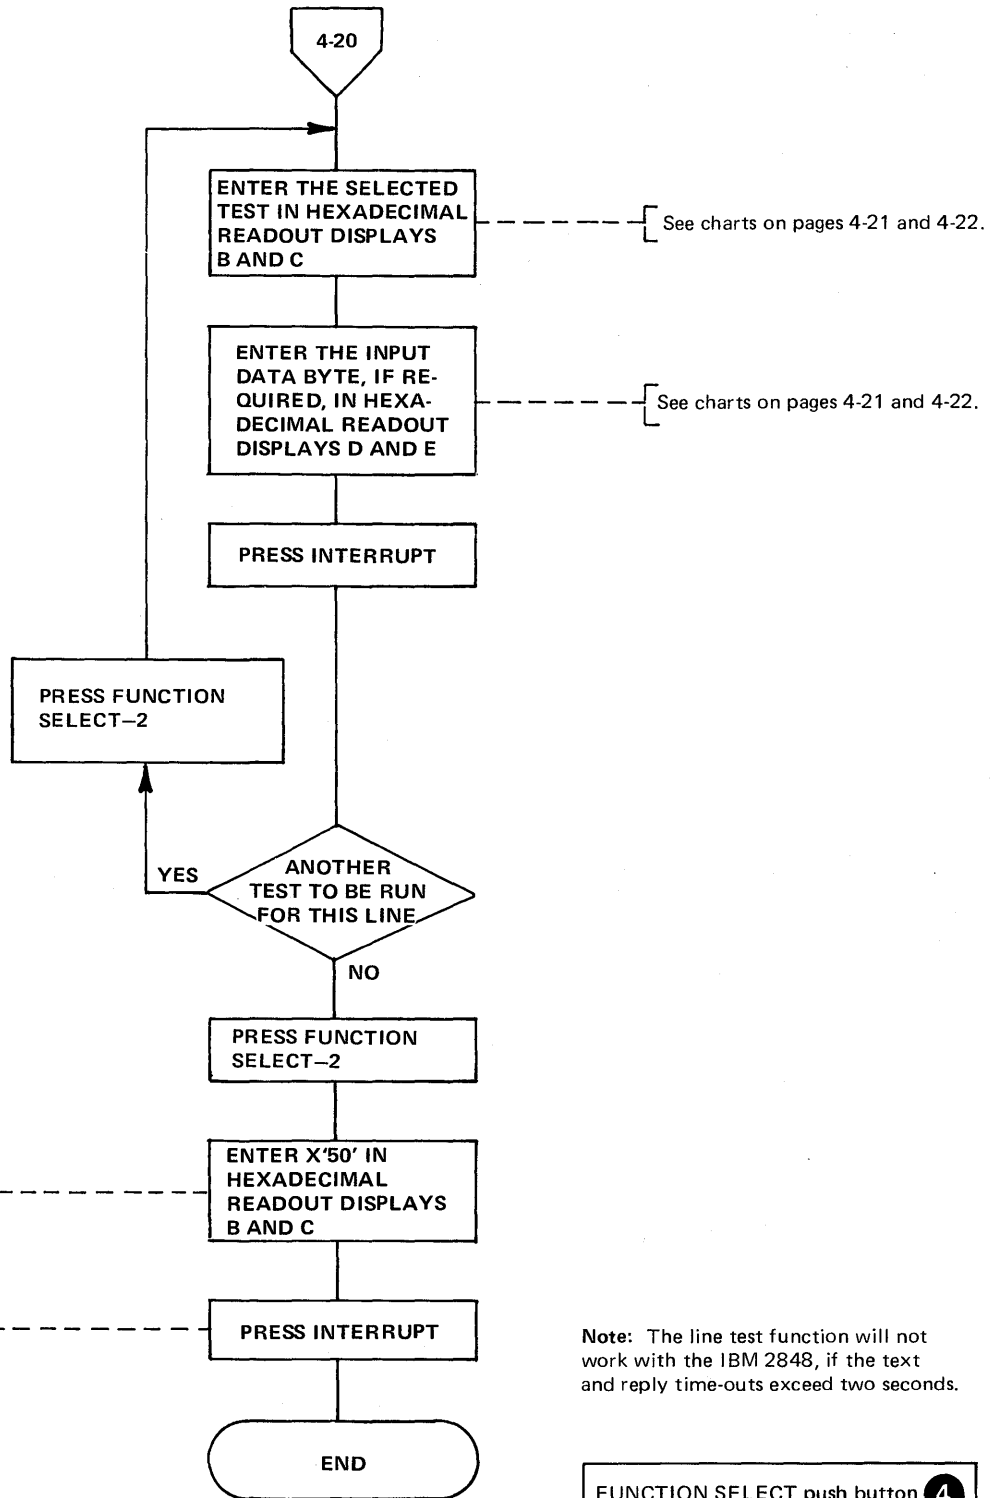 4-20
ENTER THE SELECTED
TEST IN HEXADECIMAL
READOUT DISPLAYS
B AND C
See charts on pages 4-21 and 4-22.
ENTER THE INPUT
DATA BYTE, IF RE-
QUIRED, IN HEXA-
DECIMAL READOUT
DISPLAYS D AND E
See charts on pages 4-21 and 4-22.
PRESS INTERRUPT
PRESS FUNCTION
SELECT–2
YES
ANOTHER
TEST TO BE RUN
FOR THIS LINE
NO
PRESS FUNCTION
SELECT–2
ENTER X'50' IN
HEXADECIMAL
READOUT DISPLAYS
B AND C
PRESS INTERRUPT
Note: The line test function will not
work with the IBM 2848, if the text
and reply time-outs exceed two seconds.
END
FUNCTION SELECT push button 4